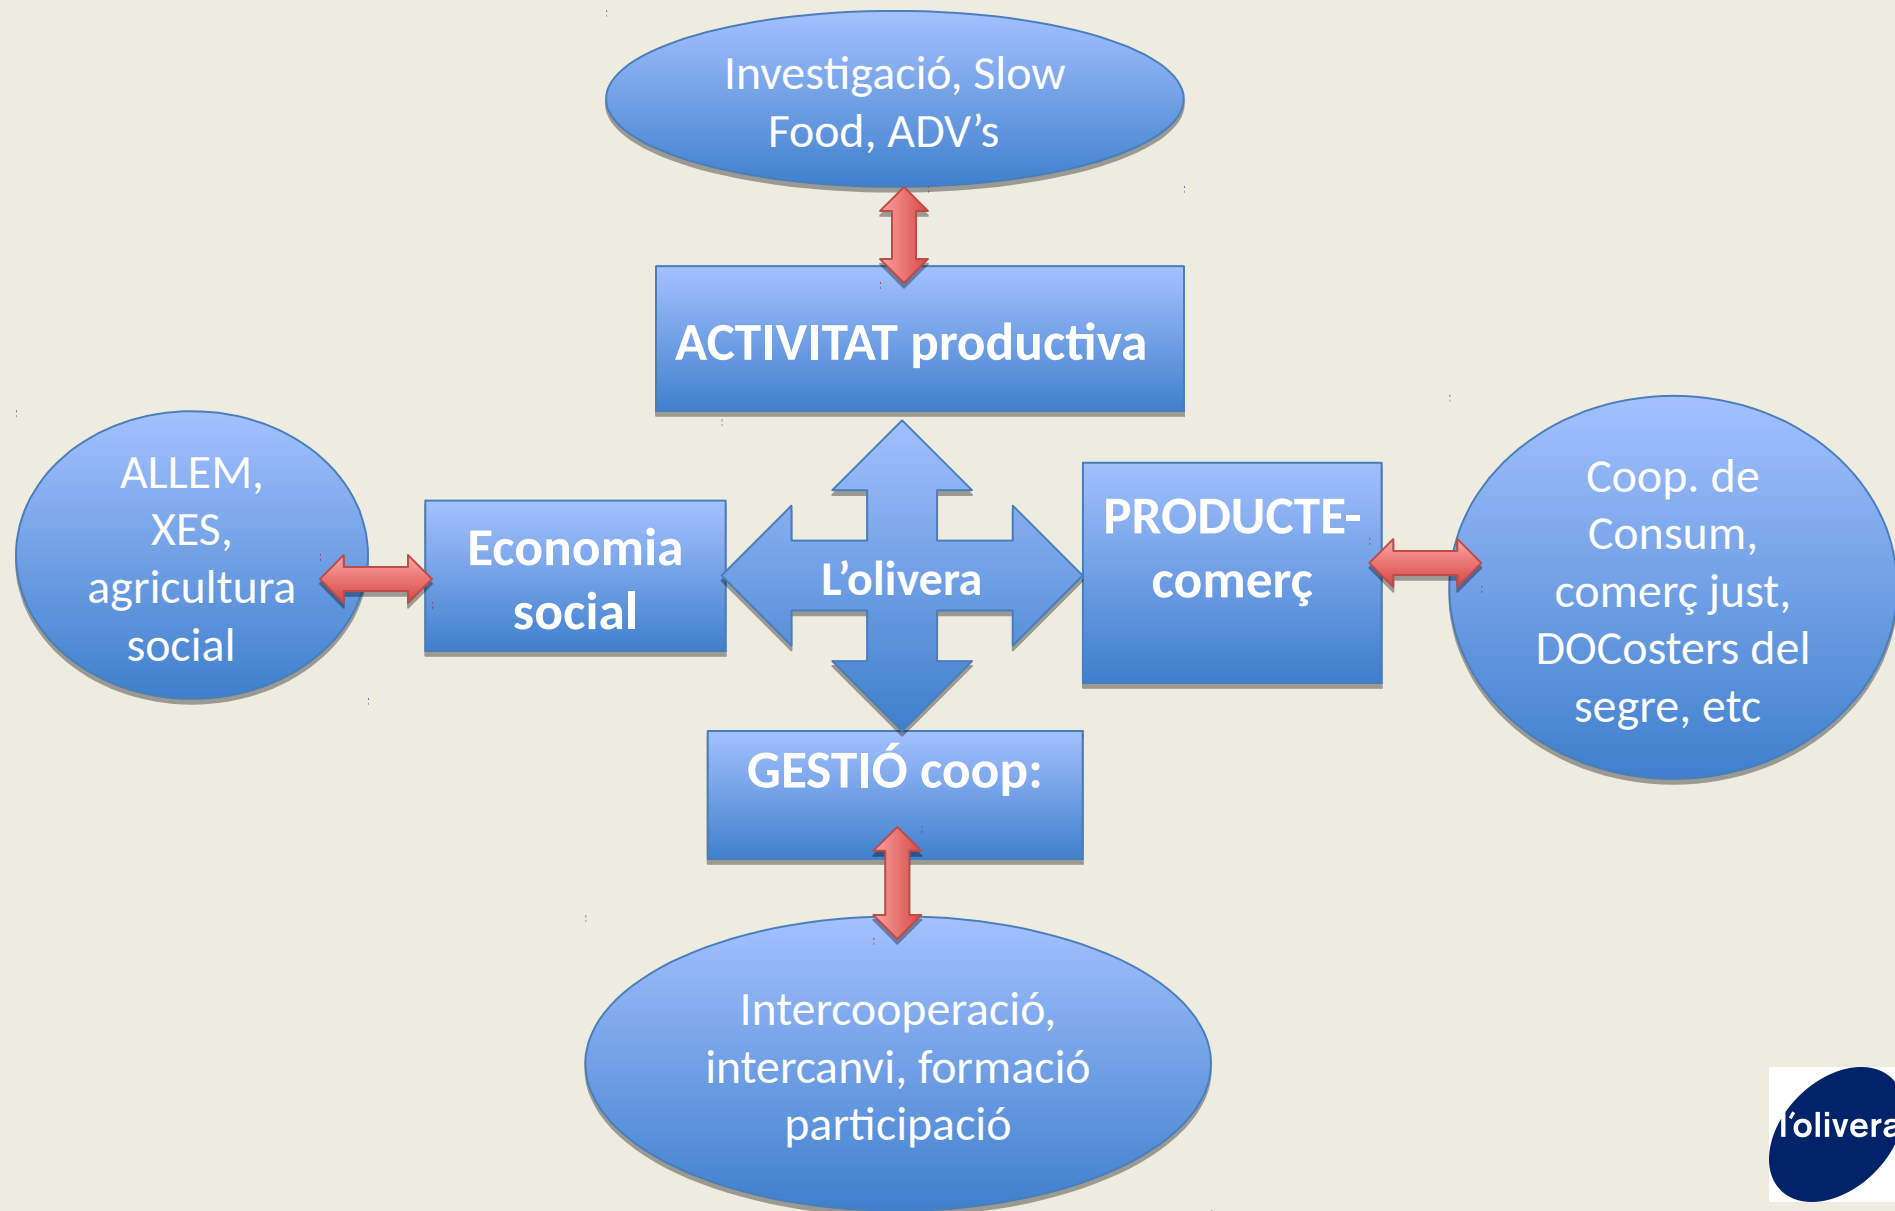 Investigació, Slow
Food, ADV’s
ACTIVITAT productiva
ALLEM,
XES,
agricultura
social
Economia
social
L’olivera
PRODUCTE-
comerç
Coop. de
Consum,
comerç just,
DOCosters del
segre, etc
GESTIÓ coop:
Intercooperació,
intercanvi, formació
participació
l’olivera